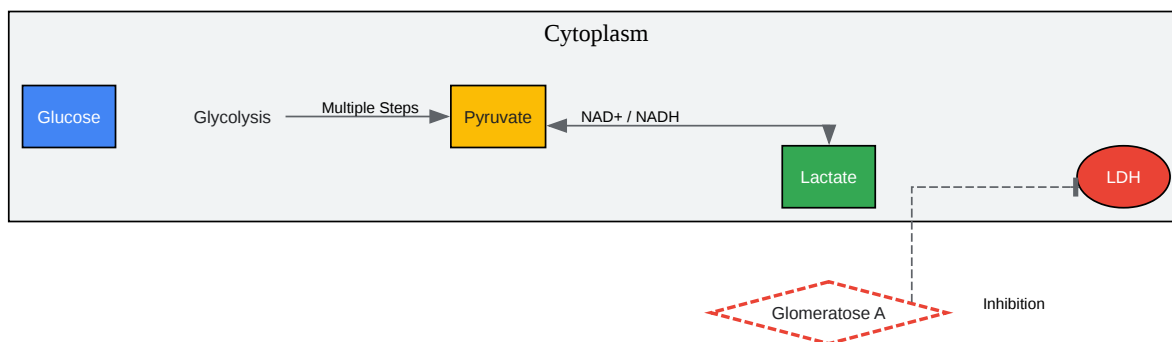 Cytoplasm
Glucose
Glycolysis
Multiple Steps
Pyruvate
NAD+ / NADH
Lactate
LDH
Glomeratose A
Inhibition